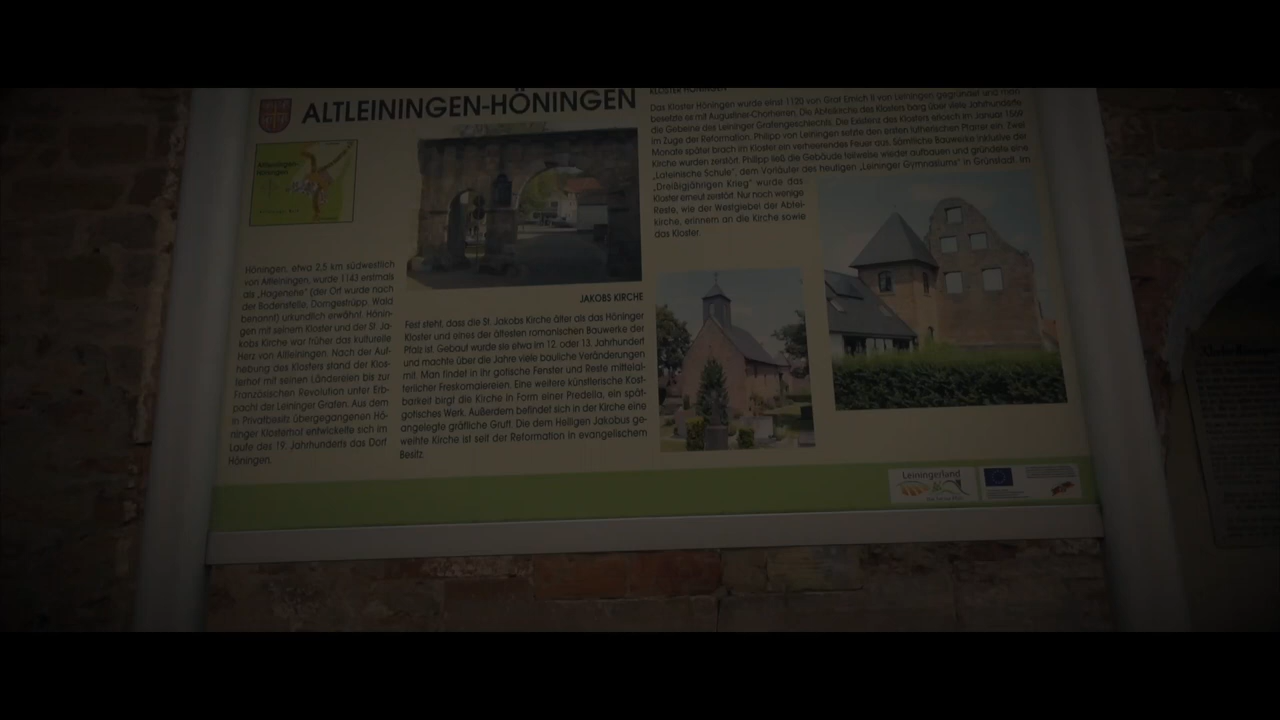 ALTLEININGEN-HÖNINGEN
Altleiningen-
Höningen
Höningen, etwa 2,5 km südwestlich
von Altleiningen, wurde 1143 erstmals
als „Hagenehe" (der Ort wurde nach
der Bodenstelle, Dorngestrüpp, Wald
benannt) urkundlich erwähnt. Hönin-
gen mit seinem Kloster und der St. Ja-
kobs Kirche war früher das kulturelle
Herz von Altleiningen. Nach der Auf-
hebung des Klosters stand der Klos-
terhof mit seinen Ländereien bis zur
Französischen Revolution unter Erb-
pacht der Leininger Grafen. Aus dem
in Privatbesitz übergegangenen Hö-
ninger Klosterhof entwickelte sich im
Laufe des 19. Jahrhunderts das Dorf
Höningen.
JAKOBS KIRCHE
Fest steht, dass die St. Jakobs Kirche älter als das Höninger
Kloster und eines der ältesten romanischen Bauwerke der
Pfalz ist. Gebaut wurde sie etwa im 12. oder 13. Jahrhundert
und machte über die Jahre viele bauliche Veränderungen
mit. Man findet in ihr gotische Fenster und Reste mittelal-
terlicher Freskomalereien. Eine weitere künstlerische Kost-
barkeit birgt die Kirche in Form einer Predella, ein spät-
gotisches Werk. Außerdem befindet sich in der Kirche eine
angelegte gräfliche Gruft. Die dem Heiligen Jakobus ge-
weihte Kirche ist seit der Reformation in evangelischem
Besitz.
KLOSTER HÖNINGEN
Das Kloster Höningen wurde einst 1120 von Graf Emich II von Leiningen gegründet und
besetzte er mit Augustiner-Chorherren. Die Abteikirche des Klosters barg über viele Jahrhunderte
die Gebeine des Leininger Grafengeschlechts. Die Existenz des Klosters erlosch im Januar 1569
im Zuge der Reformation. Philipp von Leiningen setzte den ersten lutherischen Pfarrer ein. Zwei
Monate später brach im Kloster ein verheerendes Feuer aus. Sämtliche Bauwerke inklusive der
Kirche wurden zerstört. Philipp ließ die Gebäude teilweise wieder aufbauen und gründete eine
„Lateinische Schule", dem Vorläufer des heutigen „Leininger Gymnasiums" in Grünstadt. Im
„Dreißigjährigen Krieg" wurde das
Kloster erneut zerstört. Nur noch wenige
Reste, wie der Westgiebel der Abtei-
kirche, erinnern an die Kirche sowie
das Kloster.
Leiningerland